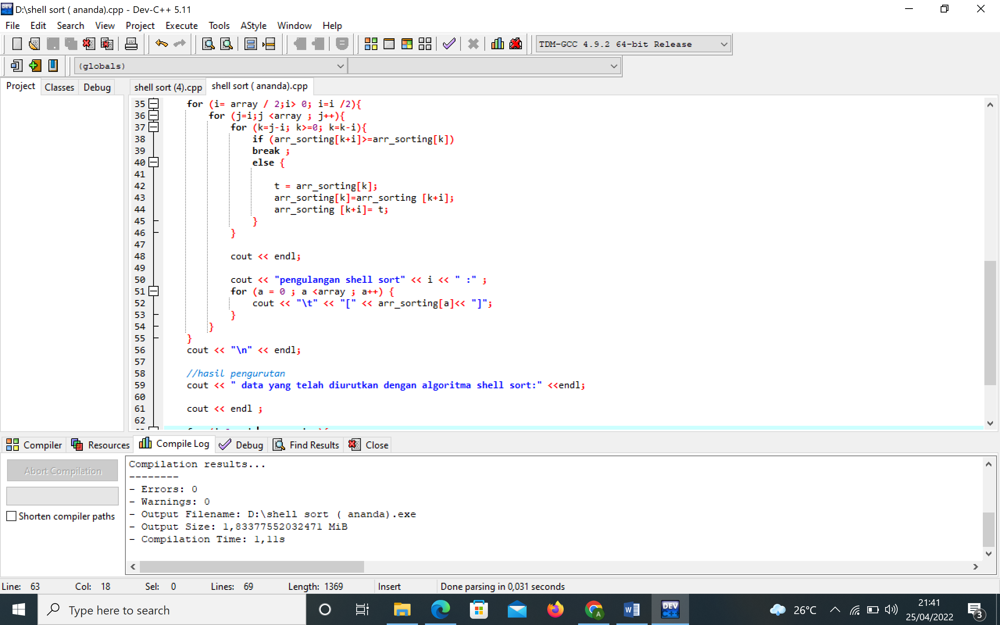 D:\shell sort ( ananda).cpp - Dev-C++ 5.11
File Edit Search View Project Execute Tools AStyle Window Help
TDM-GCC 4.9.2 64-bit Release
(globals)
Project Classes Debug shell sort (4).cpp shell sort ( ananda).cpp
35 for (i= array / 2;i> 0; i=i /2){
36 for (j=i;j <array ; j++){
37 for (k=j-i; k>=0; k=k-i){
38 if (arr_sorting[k+i]>=arr_sorting[k])
39 break ;
40 else {
41
42 t = arr_sorting[k];
43 arr_sorting[k]=arr_sorting [k+i];
44 arr_sorting [k+i]= t;
45 }
46 }
47
48 cout << endl;
49
50 cout << "pengulangan shell sort" << i << " :" ;
51 for (a = 0 ; a <array ; a++) {
52 cout << "\t" << "[" << arr_sorting[a]<< "]";
53 }
54 }
55 }
56 cout << "\n" << endl;
57
58 //hasil pengurutan
59 cout << " data yang telah diurutkan dengan algoritma shell sort:" <<endl;
60
61 cout << endl ;
62
Compiler Resources Compile Log Debug Find Results Close
Abort Compilation
Shorten compiler paths
Compilation results...
--------
- Errors: 0
- Warnings: 0
- Output Filename: D:\shell sort ( ananda).exe
- Output Size: 1,83377552032471 MiB
- Compilation Time: 1,11s
Line: 63 Col: 18 Sel: 0 Lines: 69 Length: 1369 Insert Done parsing in 0,031 seconds
Type here to search
26°C
21:41
25/04/2022
3